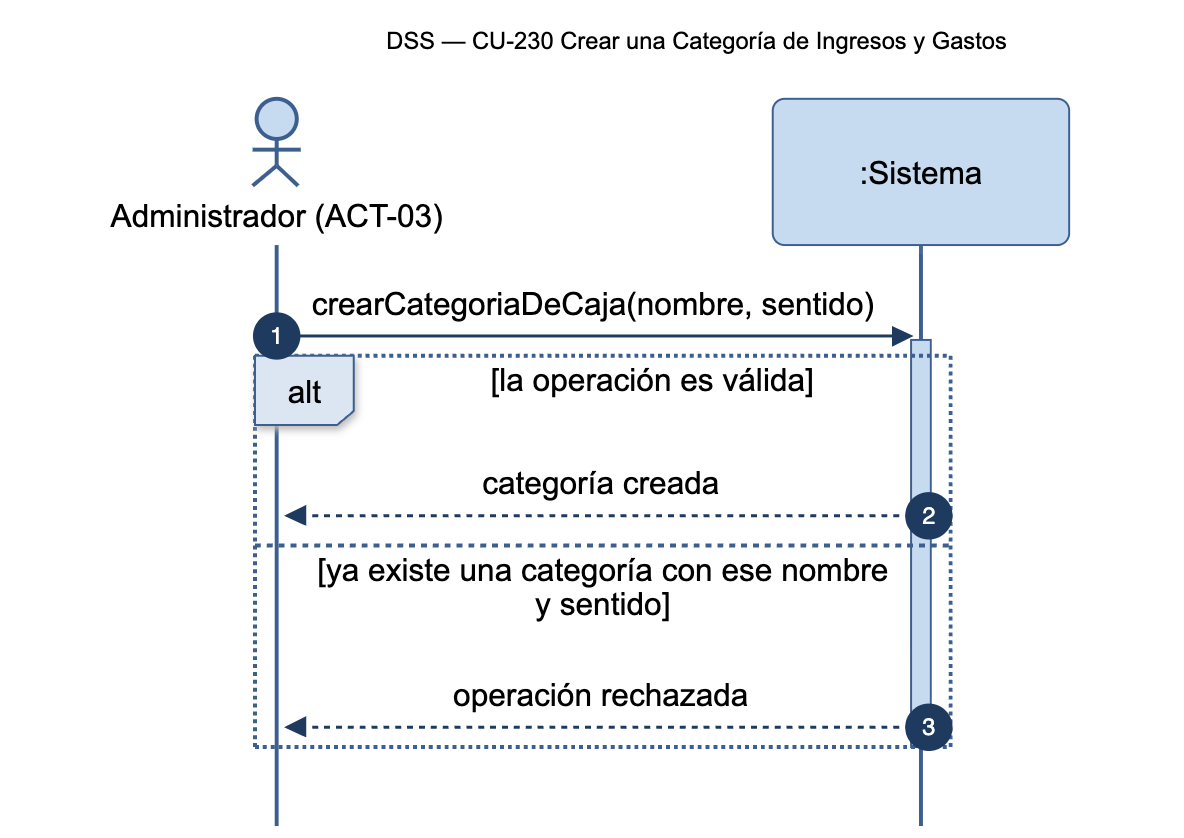 DSS — CU-230 Crear una Categoría de Ingresos y Gastos
:Sistema
Administrador (ACT-03)
crearCategoriaDeCaja(nombre, sentido)
1
alt
[la operación es válida]
categoría creada
2
[ya existe una categoría con ese nombre
y sentido]
operación rechazada
3